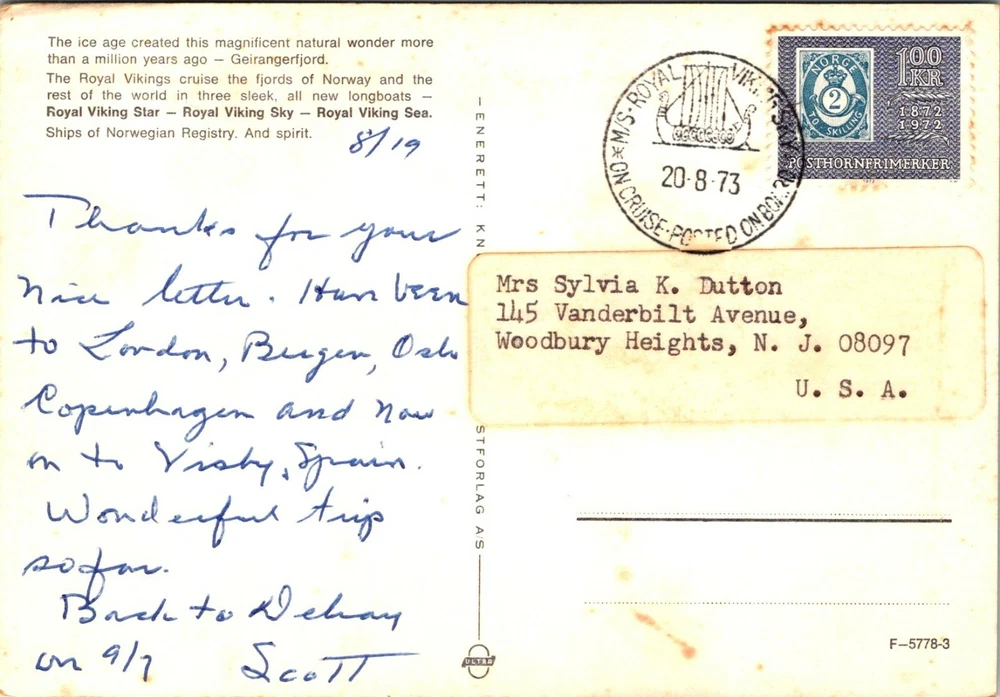 The ice age created this magnificent natural wonder more
than a million years ago — Geirangerfjord.
The Royal Vikings cruise the fjords of Norway and the
rest of the world in three sleek, all new longboats —
Royal Viking Star — Royal Viking Sky — Royal Viking Sea.
Ships of Norwegian Registry. And spirit.
8/19
Thanks for your
nice letter. Have been
to London, Bergen, Oslo
Copenhagen and now
on to Visby, Spain.
Wonderful trip
so far.
Back to Delray
on 9/7 Scott
- ENERETT: KN
STFORLAG A/S
ULTRA
M/S. ROYAL VIKING SKY
20-8-73
ON CRUISE-POSTED ON BOARD
NORGE
2
TO SKILLING
1.00
KR
1872
1972
POSTHORNFRIMERKER
Mrs Sylvia K. Dutton
145 Vanderbilt Avenue,
Woodbury Heights, N. J. 08097
U. S. A.
F-5778-3